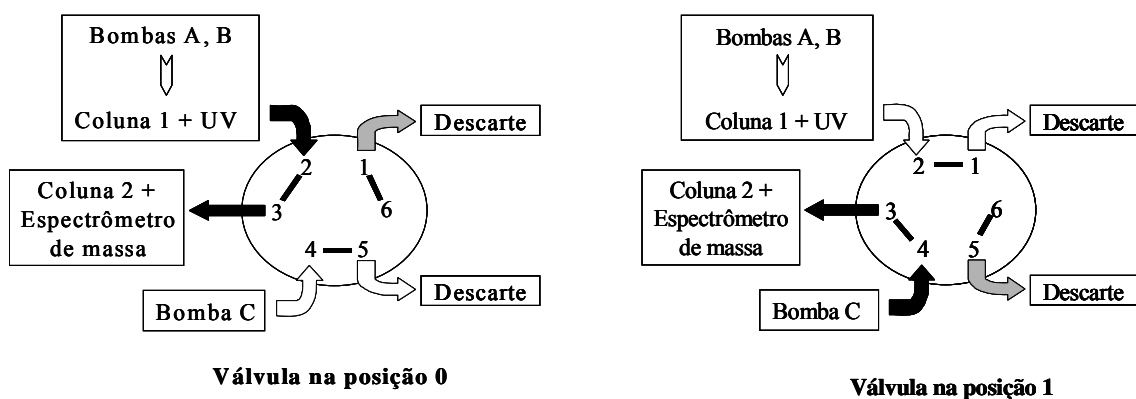 Bombas A, B
Coluna 1 + UV
Descarte
2
1
Coluna 2 +
Espectrômetro
de massa
3
6
4
5
Descarte
Bomba C
Válvula na posição 0
Bombas A, B
Coluna 1 + UV
Descarte
2
1
Coluna 2 +
Espectrômetro
de massa
3
6
4
5
Descarte
Bomba C
Válvula na posição 1